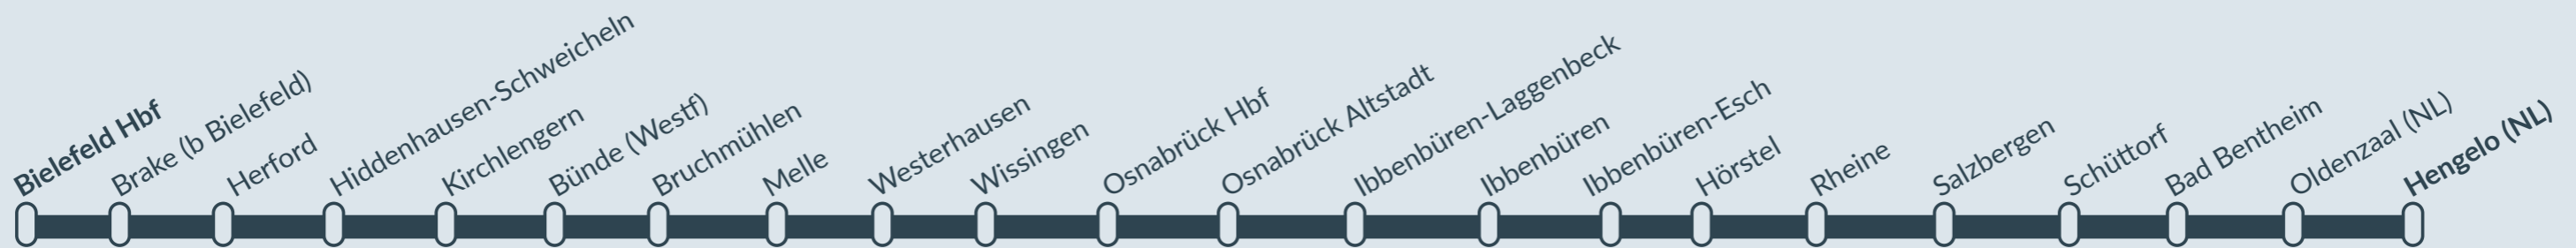 Bielefeld Hbf
Brake (b Bielefeld)
Herford
Hiddenhausen-Schweicheln
Kirchlengern
Bünde (Westf)
Bruchmühlen
Melle
Westerhausen
Wissingen
Osnabrück Hbf
Osnabrück Altstadt
Ibbenbüren-Laggenbeck
Ibbenbüren
Ibbenbüren-Esch
Hörstel
Rheine
Salzbergen
Schüttorf
Bad Bentheim
Oldenzaal (NL)
Hengelo (NL)